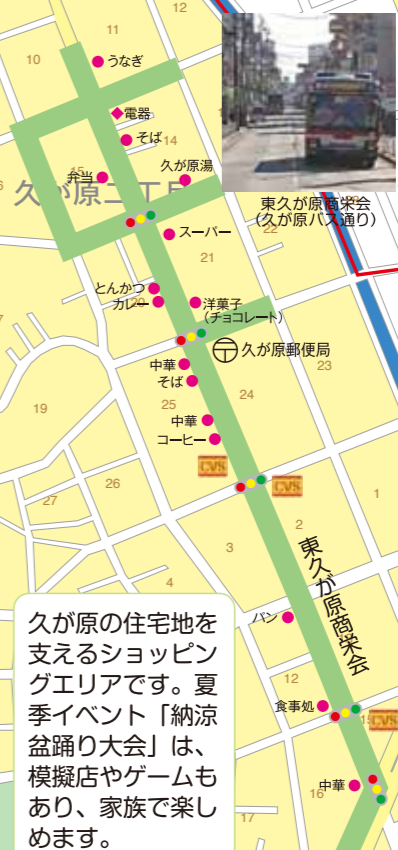 12
11
10
うなぎ
電器
そば
14
久が原湯
弁当
15
久が原二丁目
東久が原商栄会
(久が原バス通り)
スーパー
22
21
とんかつ
20
カレー
洋菓子
(チョコレート)
久が原郵便局
中華
23
そば
24
19
25
中華
コーヒー
CVS
CVS
26
27
1
2
3
東久が原商栄会
4
パン
12
食事処
15
CVS
中華
16
17
久が原の住宅地を
支えるショッピン
グエリアです。夏
季イベント「納涼
盆踊り大会」は、
模擬店やゲームも
あり、家族で楽し
めます。